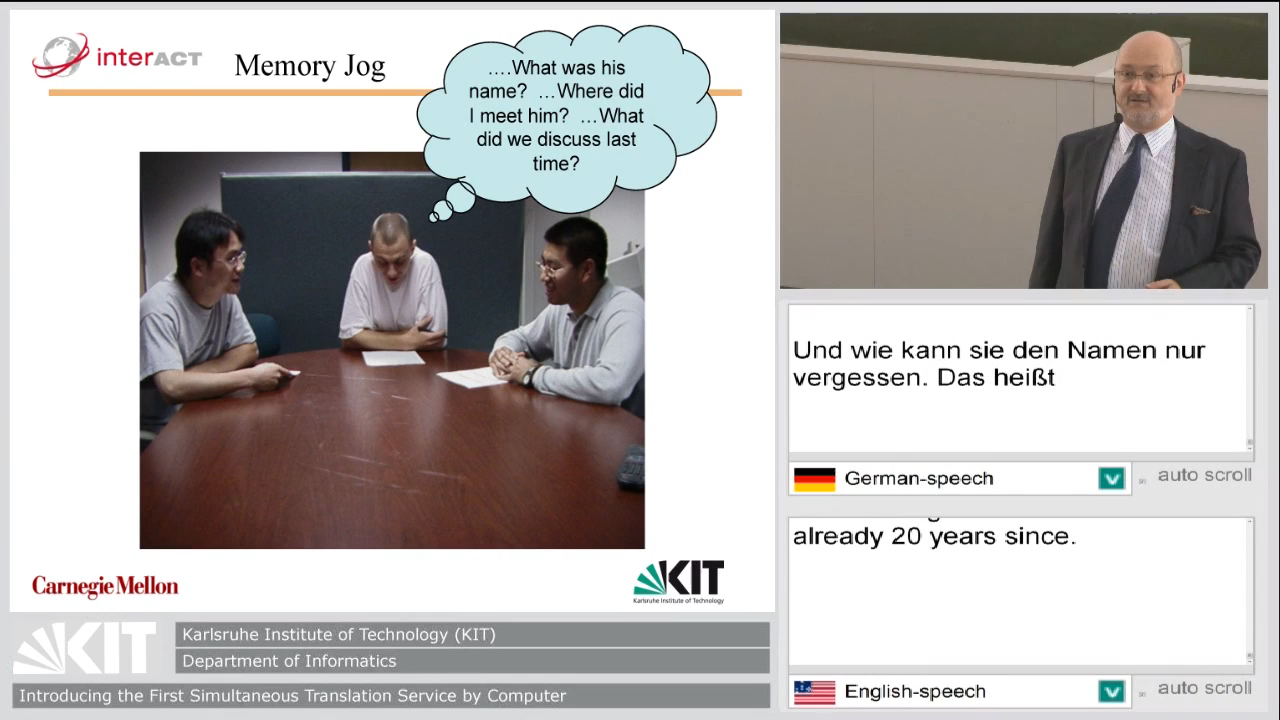 interACT
Memory Jog
....What was his
name? ...Where did
I meet him? ...What
did we discuss last
time?
Carnegie Mellon
KIT
Karlsruhe Institute of Technology
Und wie kann sie den Namen nur
vergessen. Das heißt
German-speech
auto scroll
already 20 years since.
English-speech
auto scroll
KIT
Karlsruhe Institute of Technology (KIT)
Department of Informatics
Introducing the First Simultaneous Translation Service by Computer